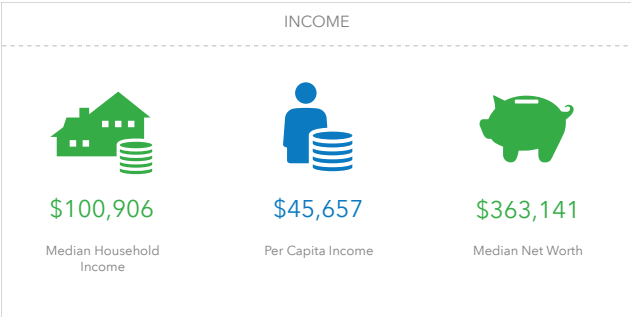 INCOME
$100,906
$45,657
$363,141
Median Household
Income
Per Capita Income
Median Net Worth